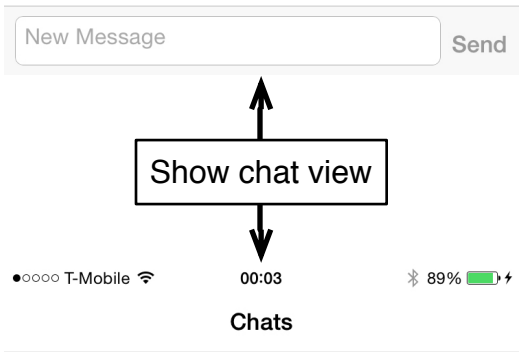 New Message
Send
Show chat view
T-Mobile 00:03 89%
Chats